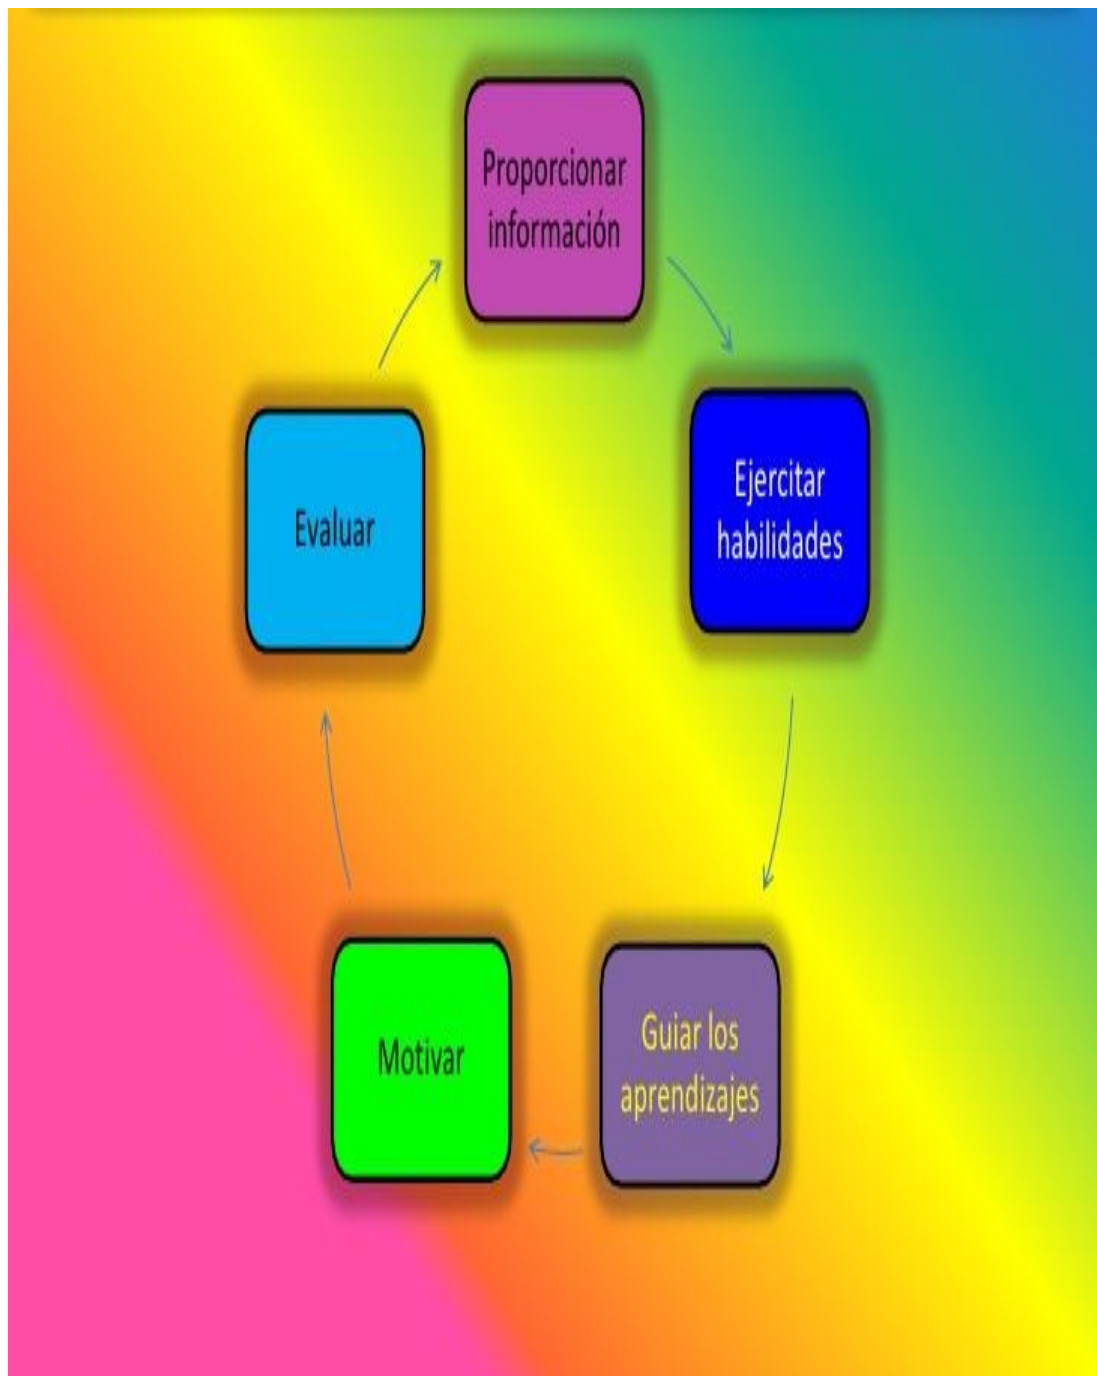 Proporcionar
información
Ejercitar
habilidades
Guiar los
aprendizajes
Motivar
Evaluar